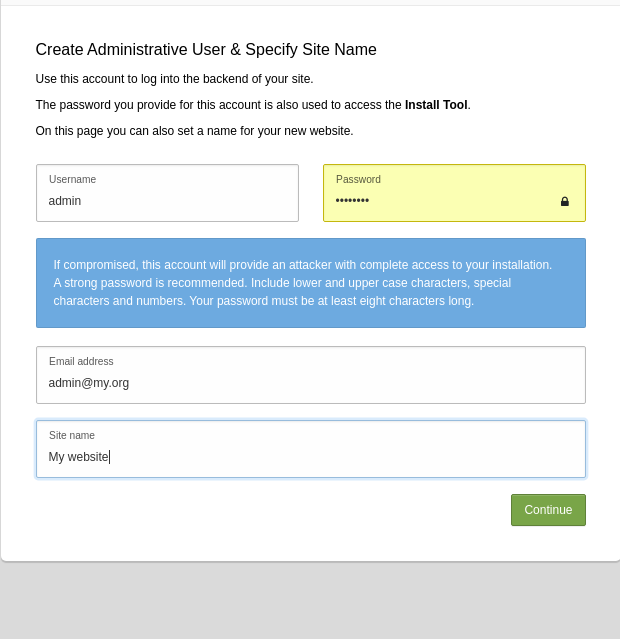 Create Administrative User & Specify Site Name
Use this account to log into the backend of your site.
The password you provide for this account is also used to access the Install Tool.
On this page you can also set a name for your new website.
Username
admin
Password
••••••••
If compromised, this account will provide an attacker with complete access to your installation.
A strong password is recommended. Include lower and upper case characters, special
characters and numbers. Your password must be at least eight characters long.
Email address
admin@my.org
Site name
My website
Continue